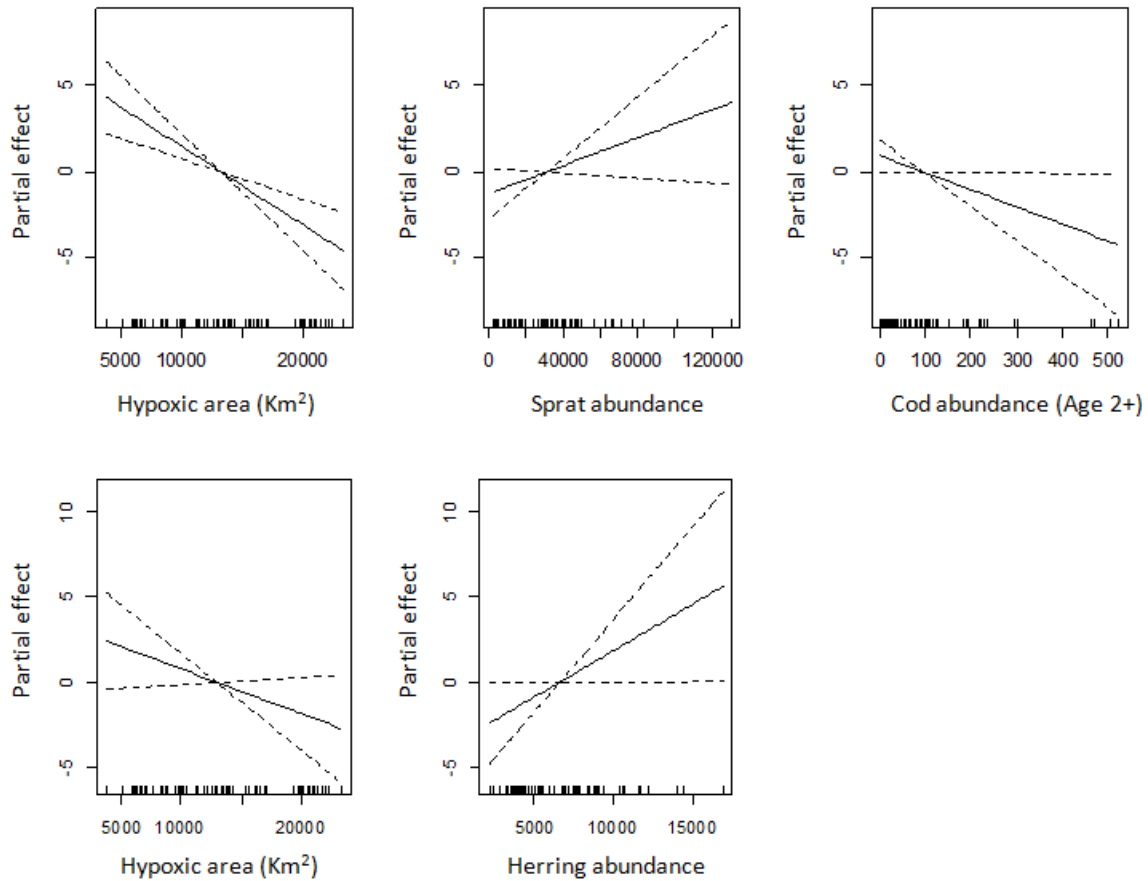 Partial effect
5
0
-5
5000 10000 20000
Hypoxic area (Km²)
Partial effect
5
0
-5
0 40000 80000 120000
Sprat abundance
Partial effect
5
0
-5
0 100 200 300 400 500
Cod abundance (Age 2+)
Partial effect
10
5
0
-5
5000 10000 20000
Hypoxic area (Km²)
Partial effect
10
5
0
-5
5000 10000 15000
Herring abundance